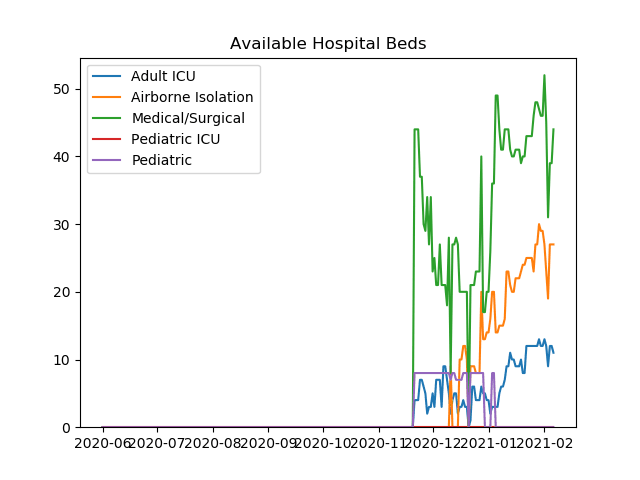 Available Hospital Beds
Adult ICU
Airborne Isolation
Medical/Surgical
Pediatric ICU
Pediatric
50
40
30
20
10
0
2020-06 2020-07 2020-08 2020-09 2020-10 2020-11 2020-12 2021-01 2021-02